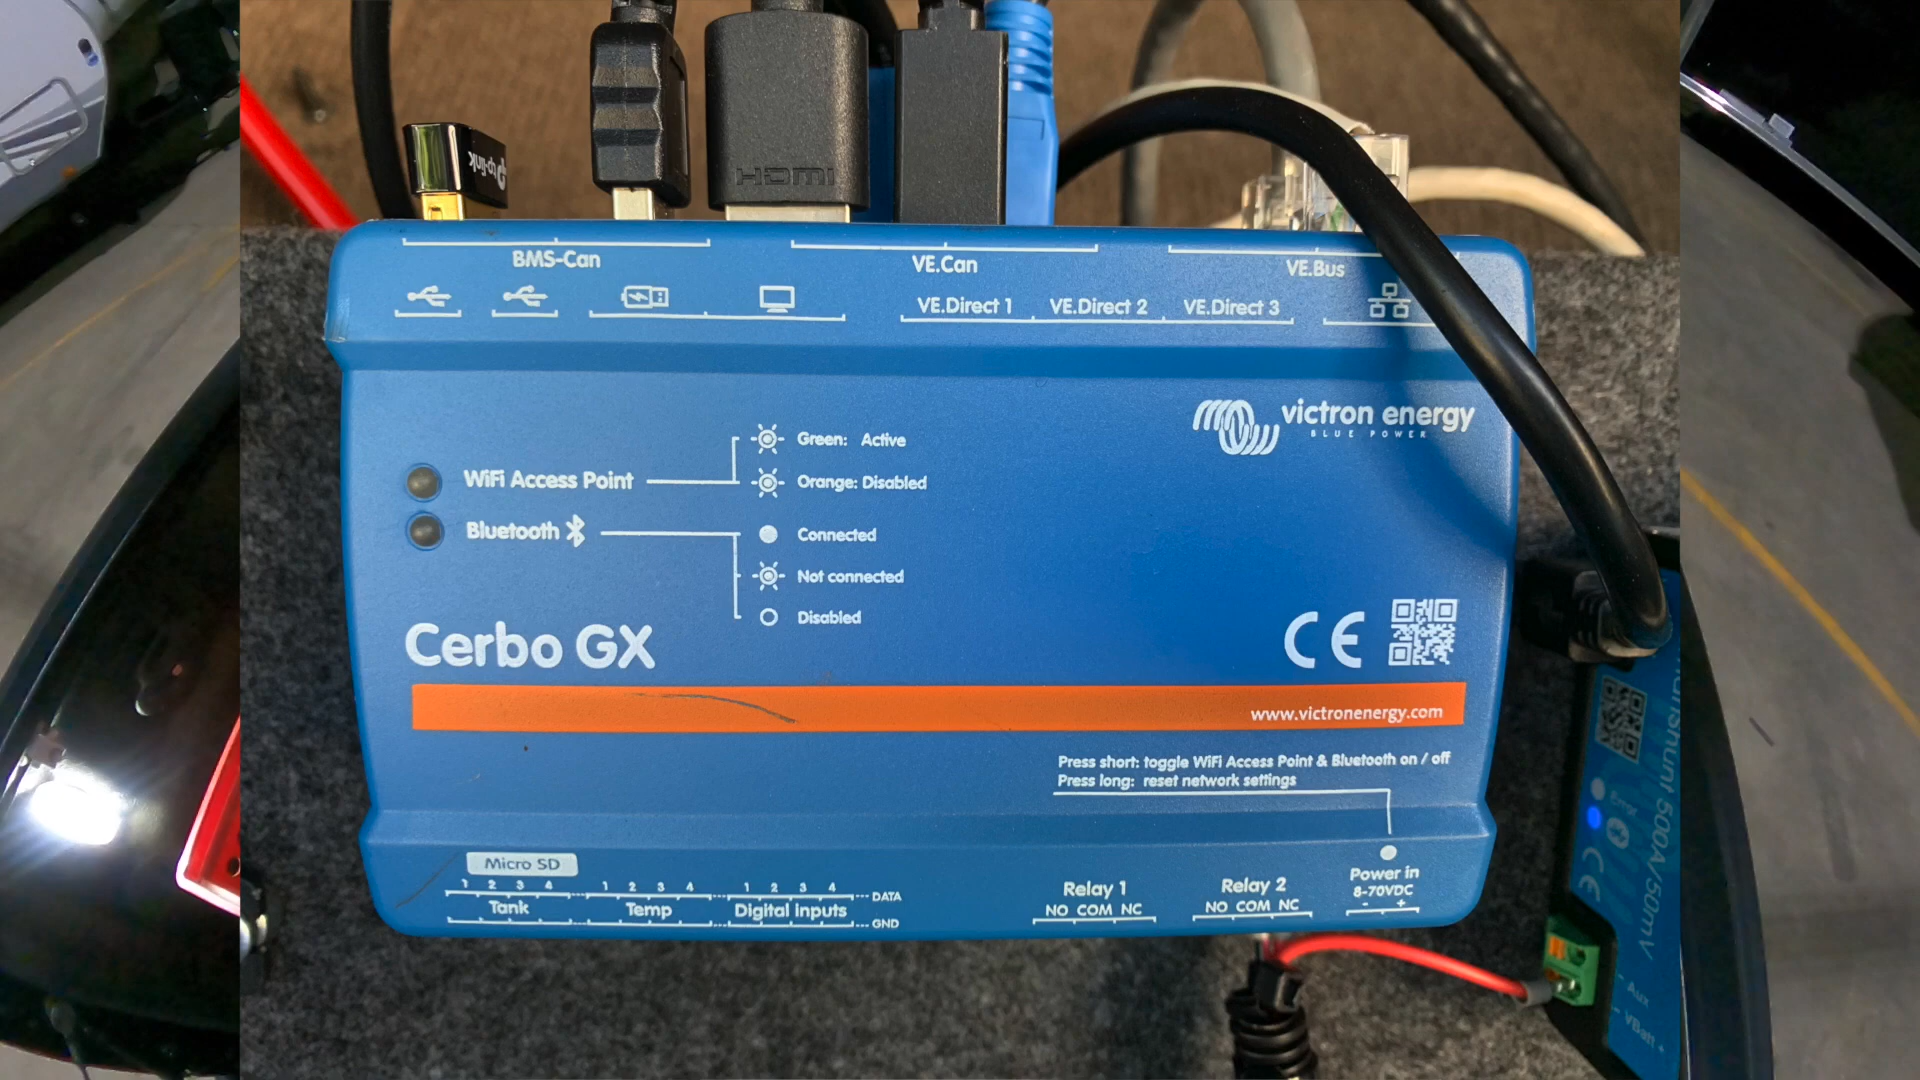 tp-link
HDMI
BMS-Can
VE.Can
VE.Bus
VE.Direct 1
VE.Direct 2
VE.Direct 3
victron energy
BLUE POWER
WiFi Access Point
Green: Active
Orange: Disabled
Bluetooth
Connected
Not connected
Disabled
Cerbo GX
CE
www.victronenergy.com
Press short: toggle WiFi Access Point & Bluetooth on / off
Press long: reset network settings
Micro SD
1 2 3 4 1 2 3 4 1 2 3 4 DATA
Tank Temp Digital inputs
GND
Relay 1
NO COM NC
Relay 2
NO COM NC
Power in
8-70VDC
- +
500A/50mV
Error
CE
- Aux
- VBatt +